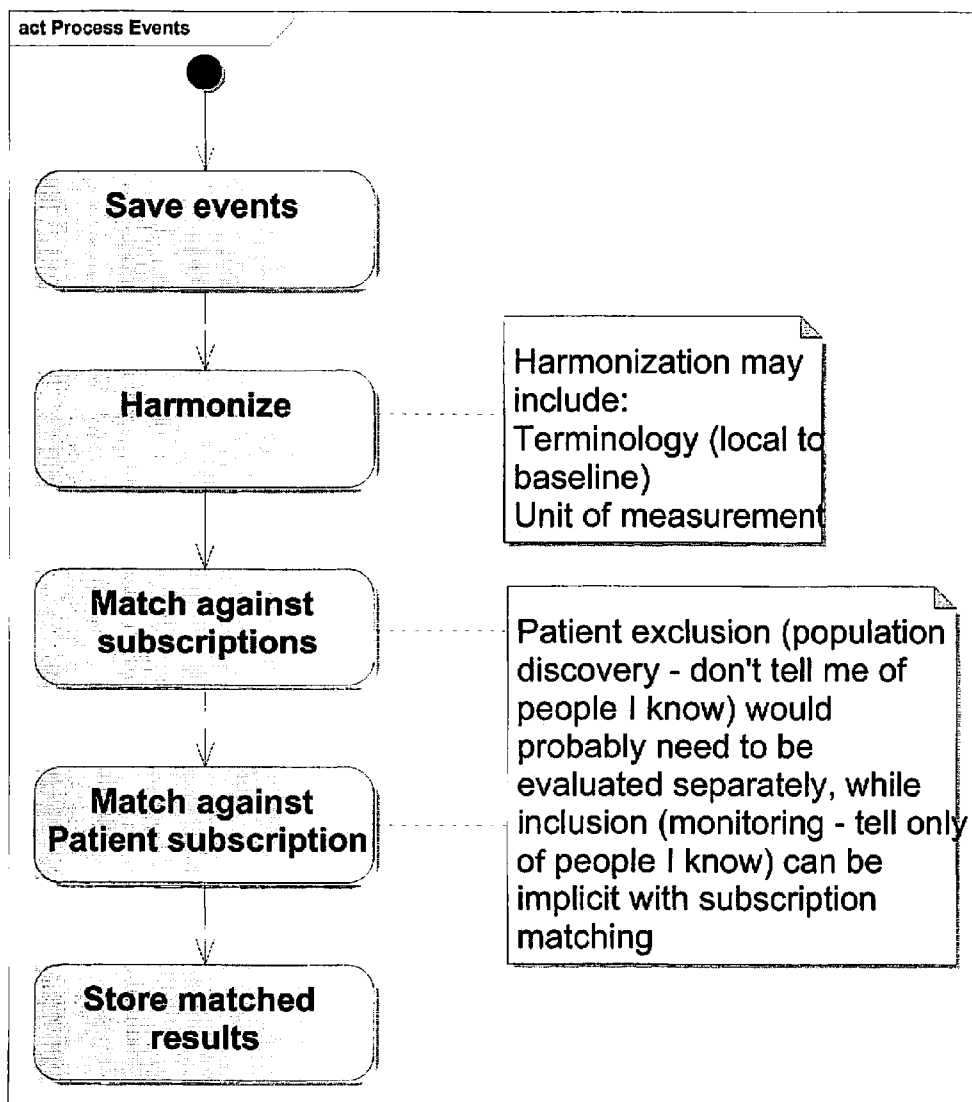 act Process Events
Save events
Harmonize
Harmonization may
include:
Terminology (local to
baseline)
Unit of measurement
Match against
subscriptions
Patient exclusion (population
discovery - don't tell me of
people I know) would
probably need to be
evaluated separately, while
inclusion (monitoring - tell only
of people I know) can be
implicit with subscription
matching
Match against
Patient subscription
Store matched
results